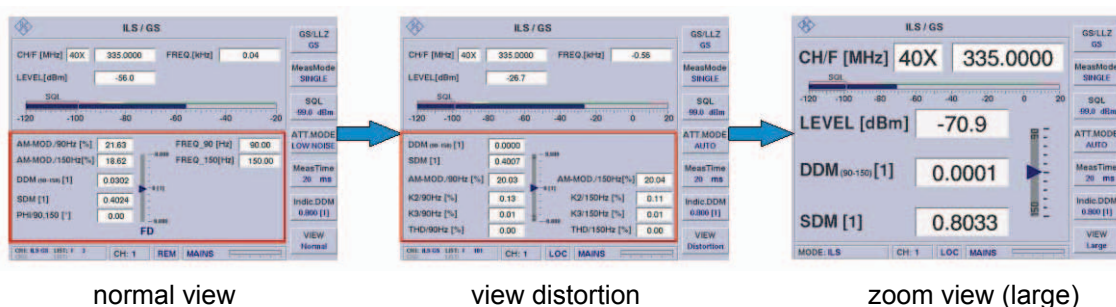 ILS / GS
CH/F [MHz] 40X 335.0000 FREQ.[kHz] 0.04
LEVEL[dBm] -56.0
SQL
-120 -100 -80 -60 -40 -20
AM-MOD./90Hz [%] 21.63 FREQ_90 [Hz] 90.00
AM-MOD./150Hz[%] 18.62 FREQ_150[Hz] 150.00
DDM (90-150) [1] 0.0302
SDM [1] 0.4024
PHI/90,150 [°] 0.00
FD
CH: 1 REM MAINS
GS/LLZ
GS
MeasMode
SINGLE
SQL
99.0 dBm
ATT.MODE
LOW NOISE
MeasTime
20 ms
Indic.DDM
0.800 [1]
VIEW
Normal
normal view
ILS / GS
CH/F [MHz] 40X 335.0000 FREQ.[kHz] -0.56
LEVEL[dBm] -26.7
SQL
-120 -100 -80 -60 -40 -20 0 20
DDM (90-150) [1] 0.0000
SDM [1] 0.4007
AM-MOD./90Hz [%] 20.03 AM-MOD./150Hz[%] 20.04
K2/90Hz [%] 0.13 K2/150Hz [%] 0.11
K3/90Hz [%] 0.01 K3/150Hz [%] 0.01
THD/90Hz [%] 0.00 THD/150Hz [%] 0.00
CH: 1 LOC MAINS
GS/LLZ
GS
MeasMode
SINGLE
SQL
99.0 dBm
ATT.MODE
AUTO
MeasTime
20 ms
Indic.DDM
0.800 [1]
VIEW
Distortion
view distortion
ILS / GS
CH/F [MHz] 40X 335.0000
SQL
-120 -100 -80 -60 -40 -20 0 20
LEVEL [dBm] -70.9
90
DDM (90-150) [1] 0.0001
150
SDM [1] 0.8033
MODE: ILS CH: 1 LOC MAINS
GS/LLZ
GS
MeasMode
SINGLE
SQL
99.0 dBm
ATT.MODE
AUTO
MeasTime
20 ms
Indic.DDM
0.800 [1]
VIEW
Large
zoom view (large)